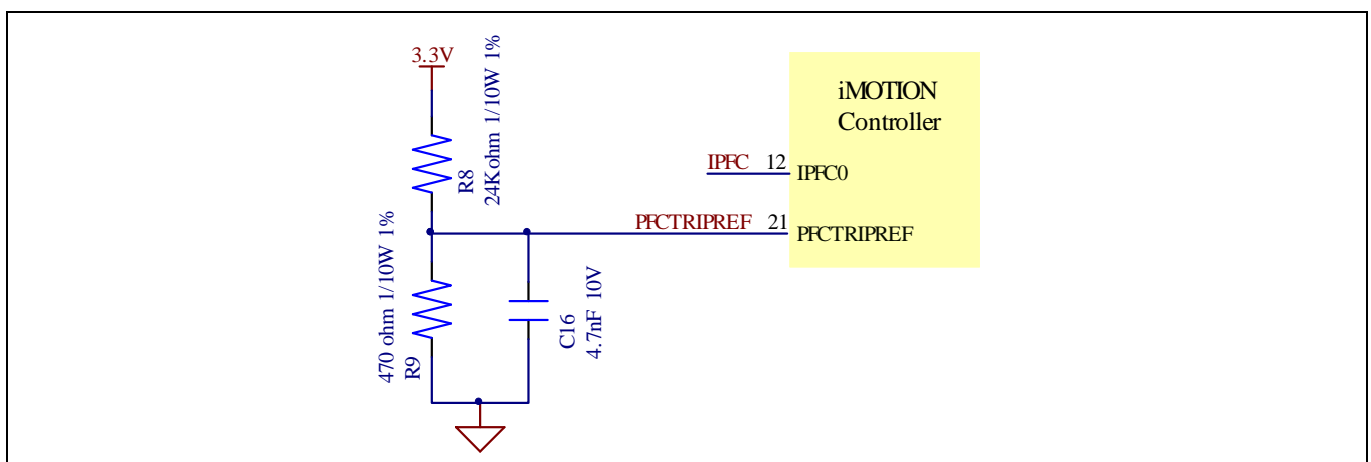 3.3V
R8
24Kohm 1/10W 1%
470 ohm 1/10W 1%
R9
C16
4.7nF 10V
iMOTION
Controller
IPFC 12 IPFC0
PFCTRIPREF 21 PFCTRIPREF